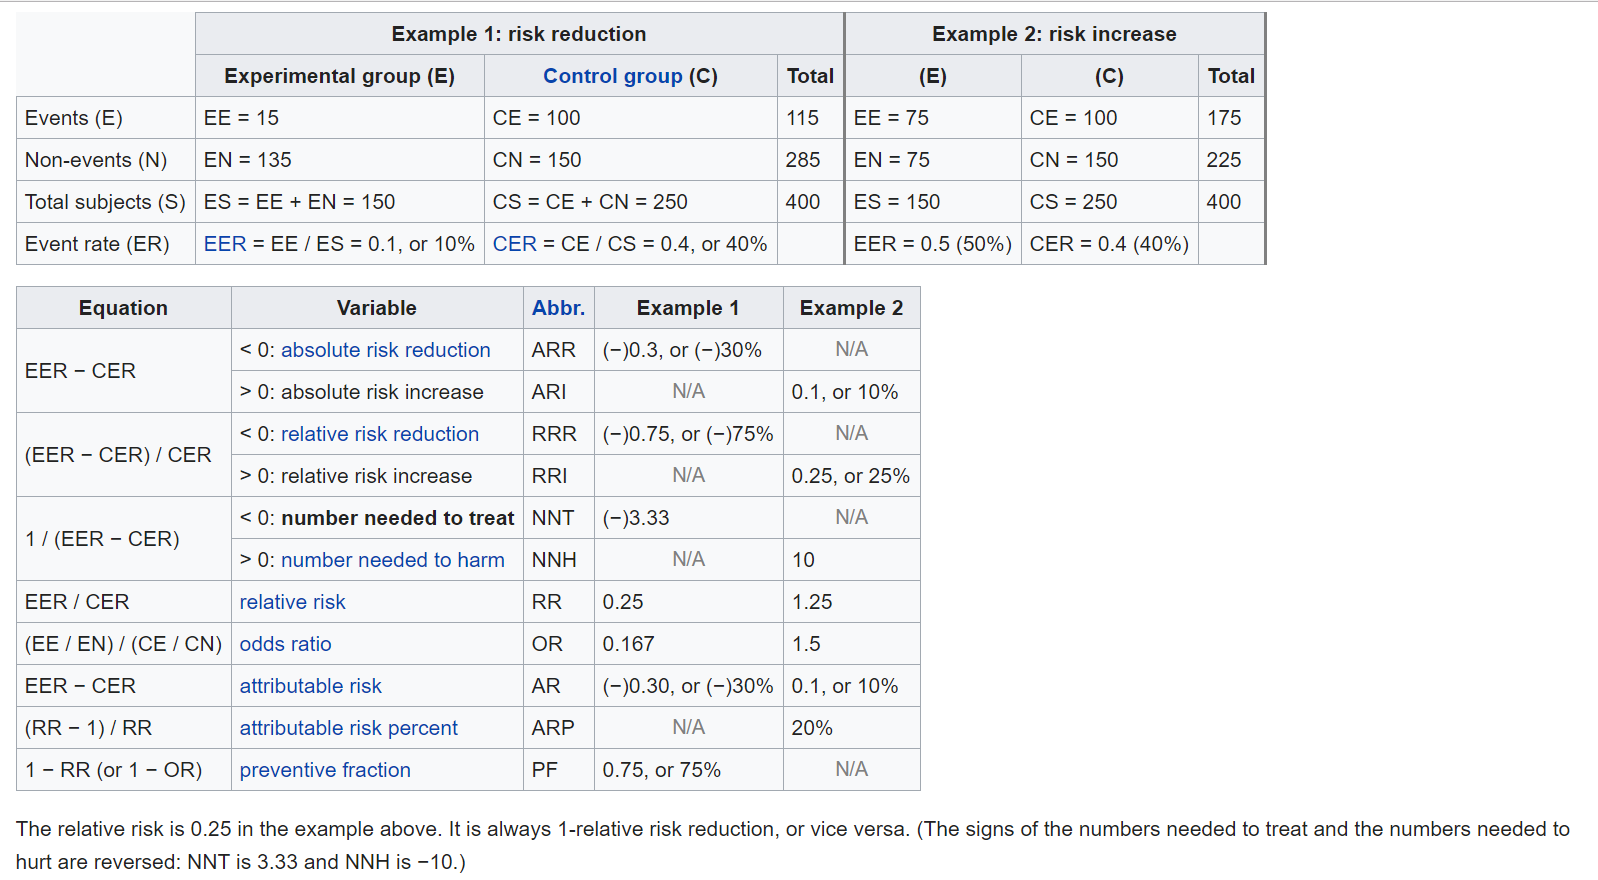 Example 1: risk reduction Example 2: risk increase
Experimental group (E) Control group (C) Total (E) (C) Total
Events (E) EE = 15 CE = 100 115 EE = 75 CE = 100 175
Non-events (N) EN = 135 CN = 150 285 EN = 75 CN = 150 225
Total subjects (S) ES = EE + EN = 150 CS = CE + CN = 250 400 ES = 150 CS = 250 400
Event rate (ER) EER = EE / ES = 0.1, or 10% CER = CE / CS = 0.4, or 40% EER = 0.5 (50%) CER = 0.4 (40%)
Equation Variable Abbr. Example 1 Example 2
EER − CER < 0: absolute risk reduction ARR (−)0.3, or (−)30% N/A
> 0: absolute risk increase ARI N/A 0.1, or 10%
(EER − CER) / CER < 0: relative risk reduction RRR (−)0.75, or (−)75% N/A
> 0: relative risk increase RRI N/A 0.25, or 25%
1 / (EER − CER) < 0: number needed to treat NNT (−)3.33 N/A
> 0: number needed to harm NNH N/A 10
EER / CER relative risk RR 0.25 1.25
(EE / EN) / (CE / CN) odds ratio OR 0.167 1.5
EER − CER attributable risk AR (−)0.30, or (−)30% 0.1, or 10%
(RR − 1) / RR attributable risk percent ARP N/A 20%
1 − RR (or 1 − OR) preventive fraction PF 0.75, or 75% N/A
The relative risk is 0.25 in the example above. It is always 1-relative risk reduction, or vice versa. (The signs of the numbers needed to treat and the numbers needed to
hurt are reversed: NNT is 3.33 and NNH is −10.)